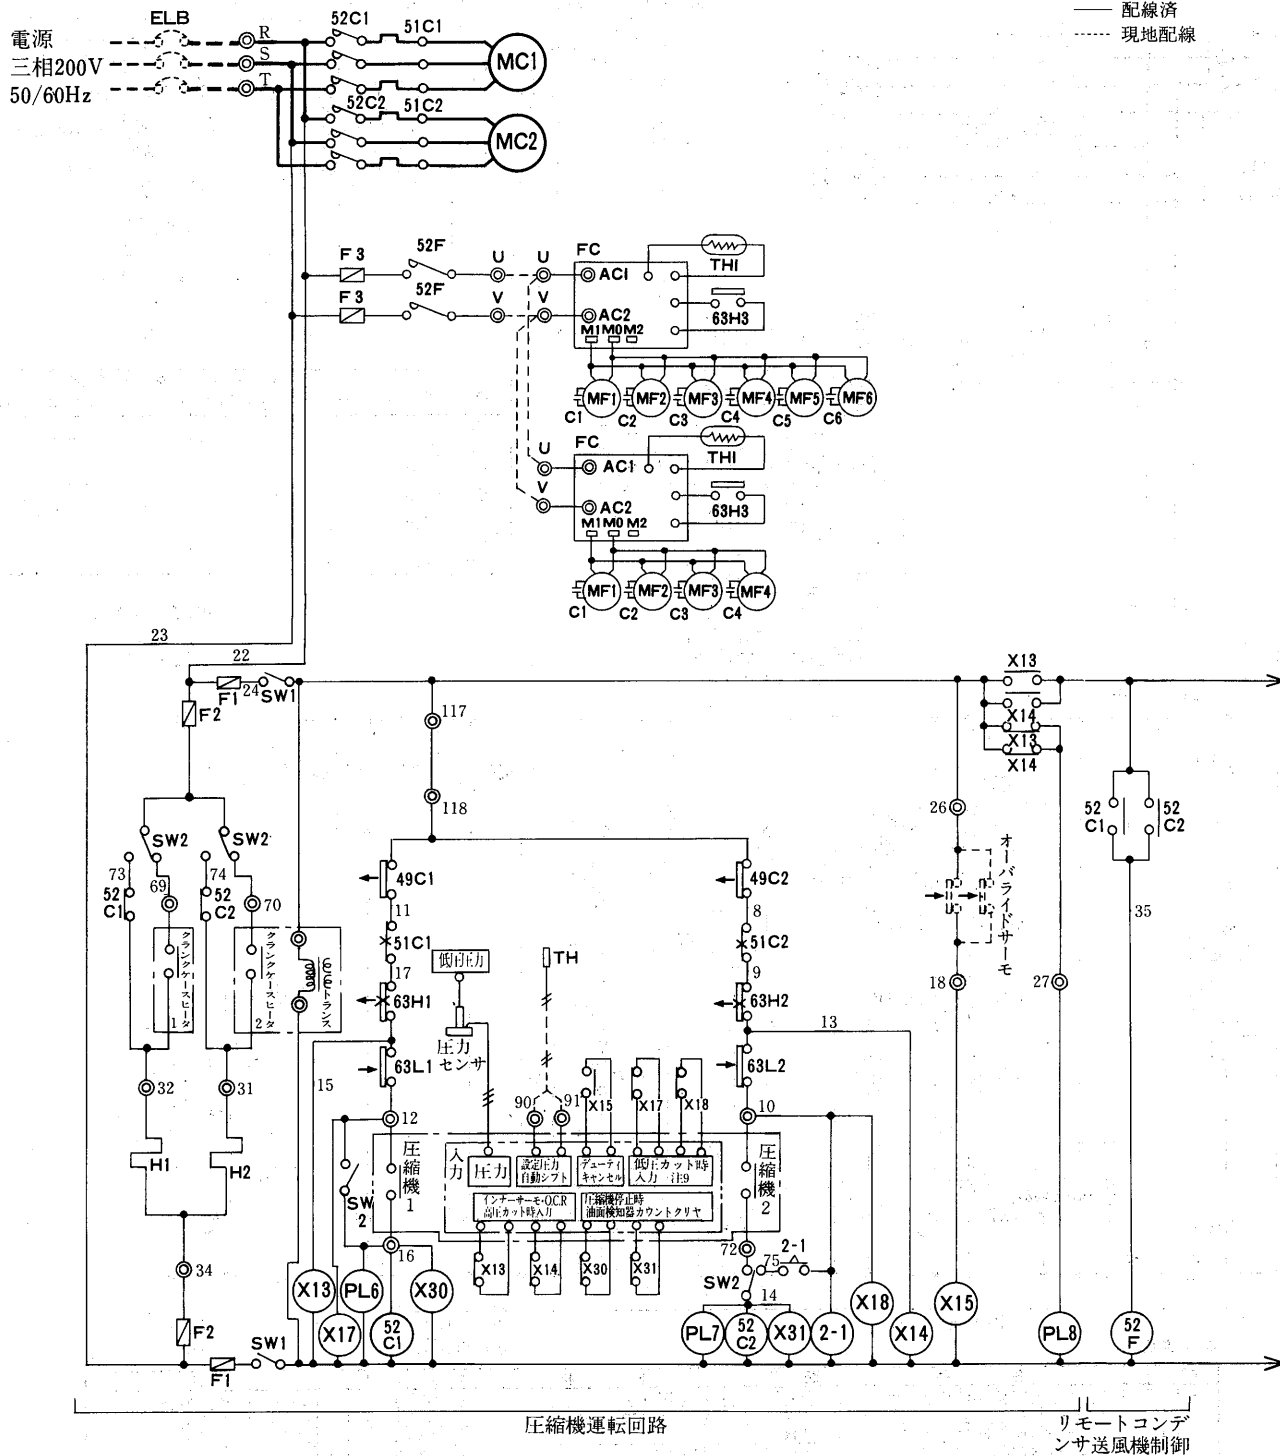 配線済
現地配線
電源
三相200V
50/60Hz
ELB
R
S
T
52C1
51C1
MC1
52C2
51C2
MC2
F3
52F
U
U
FC
AC1
TH1
F3
52F
V
V
AC2
63H3
M1 M0 M2
MF1
MF2
MF3
MF4
MF5
MF6
C1
C2
C3
C4
C5
C6
U
FC
AC1
TH1
V
AC2
63H3
M1 M0 M2
MF1
MF2
MF3
MF4
C1
C2
C3
C4
23
22
F1
24
SW1
F2
117
118
X13
X14
X13
X14
SW2
SW2
73
69
74
70
52
C1
52
C2
クランクケースヒータ
1
クランクケースヒータ
2
トランス
32
31
H1
H2
34
F2
SW1
F1
49C1
11
51C1
17
63H1
63L1
15
12
低圧圧力
圧力
センサ
TH
90
91
X15
X17
X18
49C2
8
51C2
9
63H2
13
63L2
10
入力
圧力
設定圧力
自動シフト
デューティ
キャンセル
低圧カット時
入力 注9
インナーサーモ・O.C.R
高圧カット時入力
圧縮機停止時
油面検知器カウントクリヤ
圧縮機
1
圧縮機
2
SW
2
16
X13
X14
X30
X31
72
75
2-1
SW2
14
X13
PL6
X30
X17
52
C1
PL7
52
C2
X31
2-1
X18
X14
X15
PL8
52
F
26
オーバライドサーモ
18
27
52
C1
52
C2
35
圧縮機運転回路
リモートコンデ
ンサ送風機制御